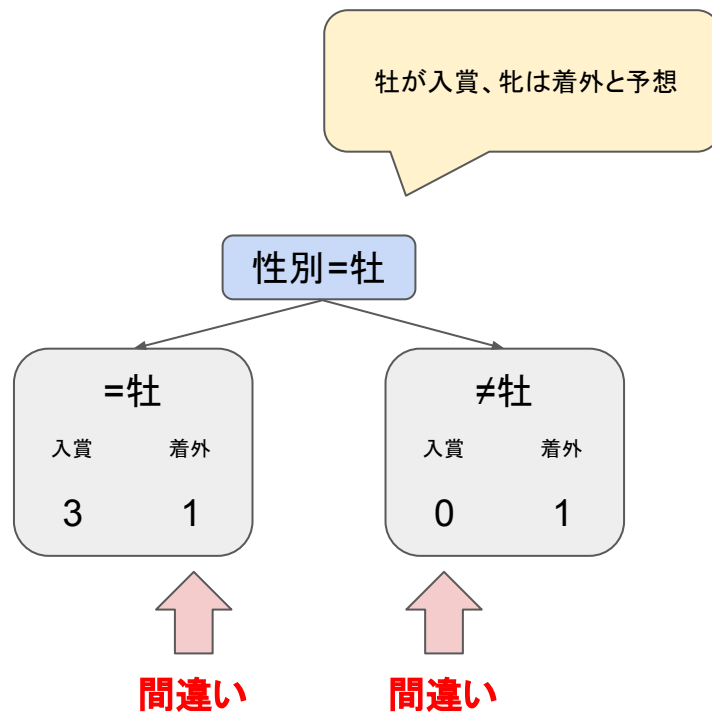 牡が入賞、牝は着外と予想
性別=牡
=牡
入賞 着外
3 1
≠牡
入賞 着外
0 1
間違い
間違い